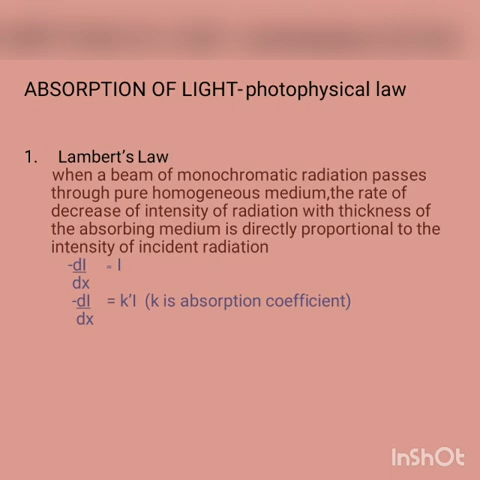 ABSORPTION OF LIGHT-photophysical law
1. Lambert's Law
when a beam of monochromatic radiation passes
through pure homogeneous medium,the rate of
decrease of intensity of radiation with thickness of
the absorbing medium is directly proportional to the
intensity of incident radiation
-dI = I
dx
-dI = k'I (k is absorption coefficient)
dx
InShOt